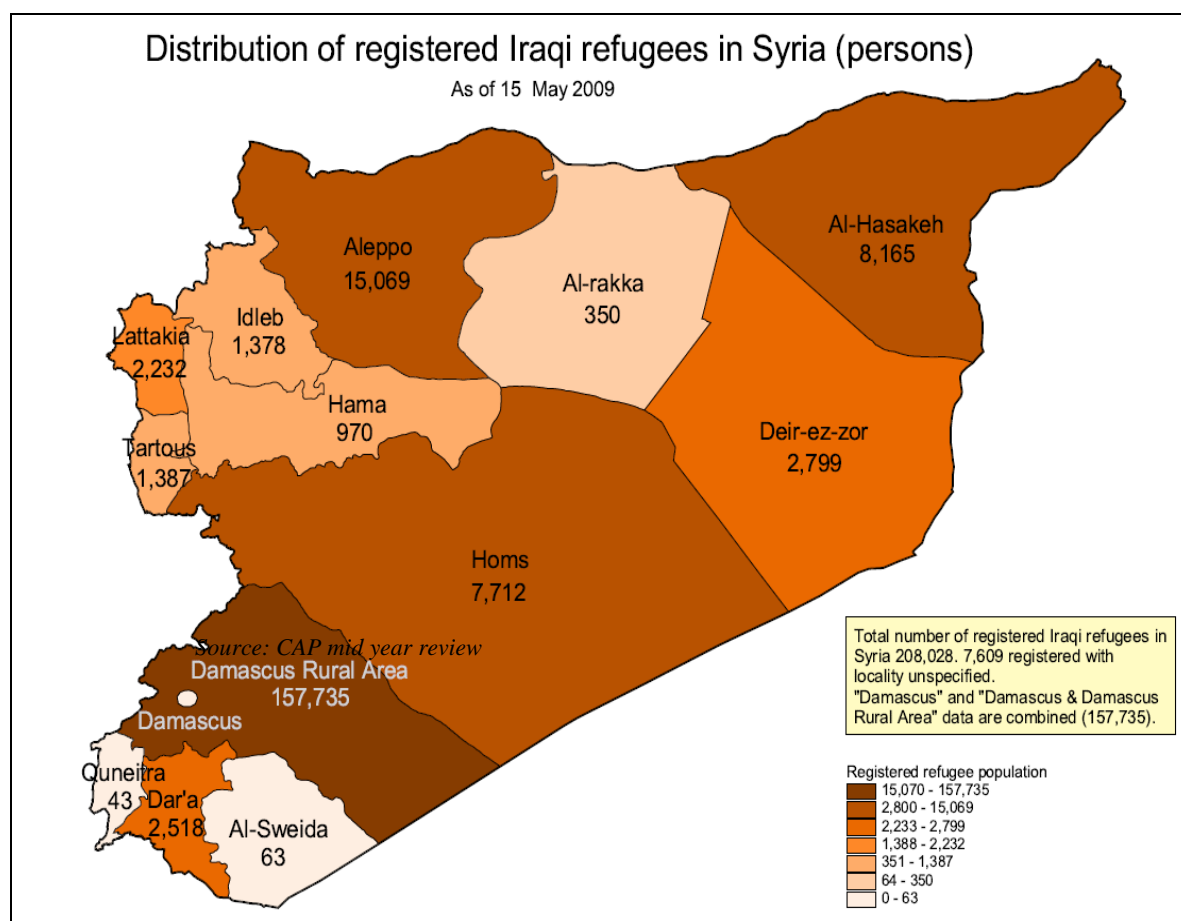 Distribution of registered Iraqi refugees in Syria (persons)
As of 15 May 2009
Al-Hasakeh
8,165
Aleppo
15,069
Al-rakka
350
Idleb
1,378
Lattakia
2,232
Hama
970
Tartous
1,387
Deir-ez-zor
2,799
Homs
7,712
Source: CAP mid year review
Damascus Rural Area
157,735
Damascus
Quneitra
43
Dar'a
2,518
Al-Sweida
63
Total number of registered Iraqi refugees in
Syria 208,028. 7,609 registered with
locality unspecified.
"Damascus" and "Damascus & Damascus
Rural Area" data are combined (157,735).
Registered refugee population
15,070 - 157,735
2,800 - 15,069
2,233 - 2,799
1,388 - 2,232
351 - 1,387
64 - 350
0 - 63